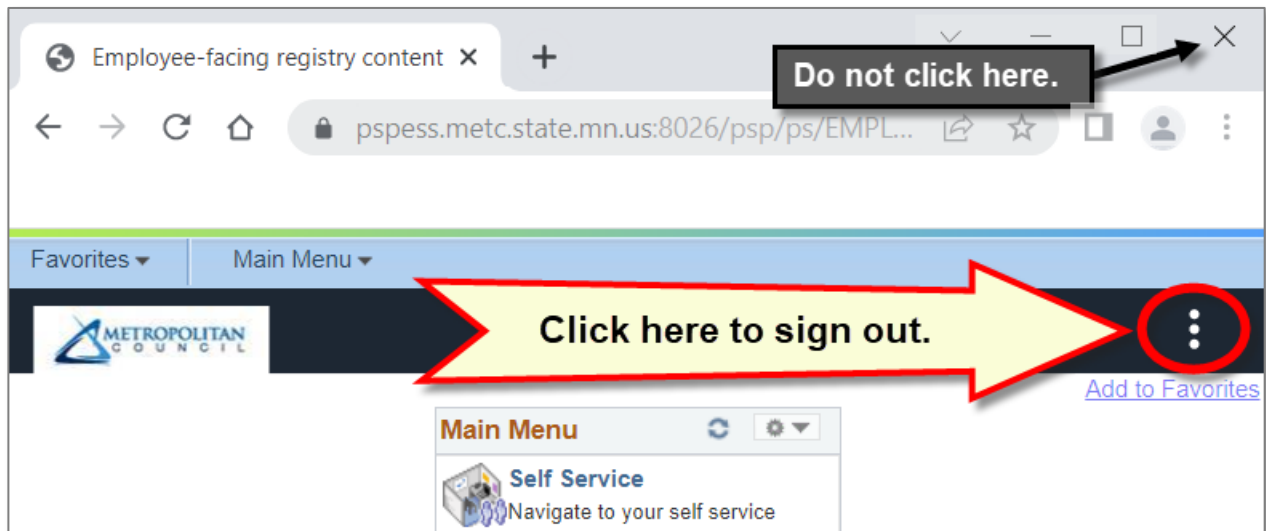 Employee-facing registry content
Do not click here.
pspess.metc.state.mn.us:8026/psp/ps/EMPL...
Favorites
Main Menu
METROPOLITAN
COUNCIL
Click here to sign out.
Add to Favorites
Main Menu
Self Service
Navigate to your self service